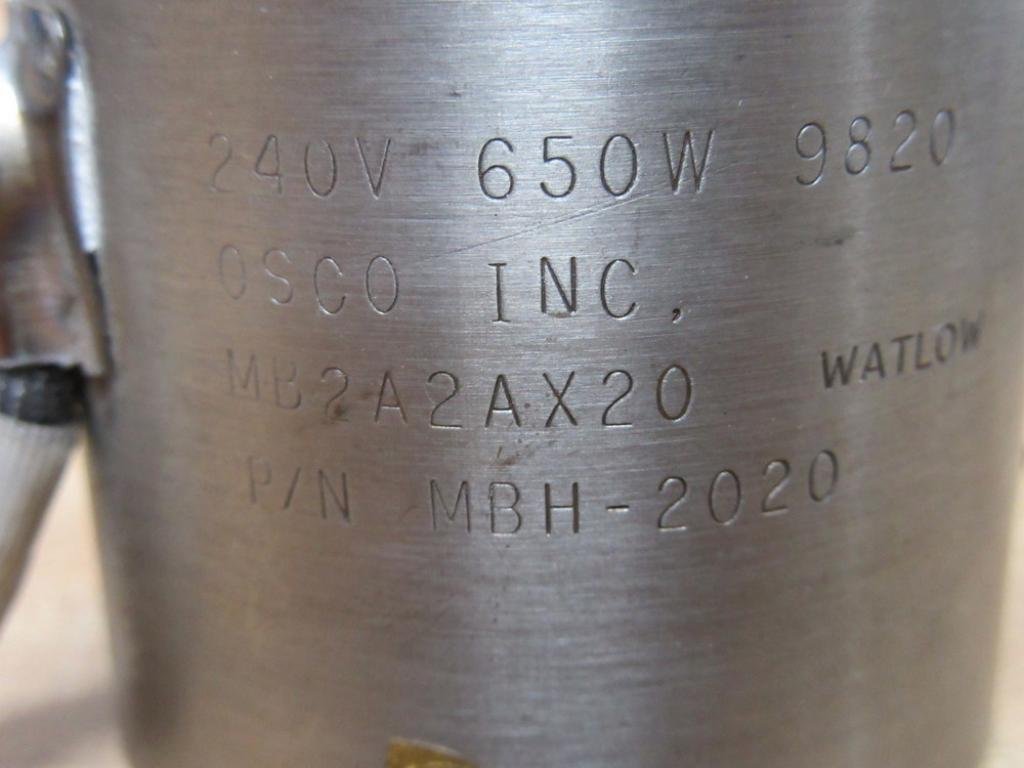 240V 650W 9820
OSCO INC,
MB2A2AX20 WATLOW
P/N MBH-2020